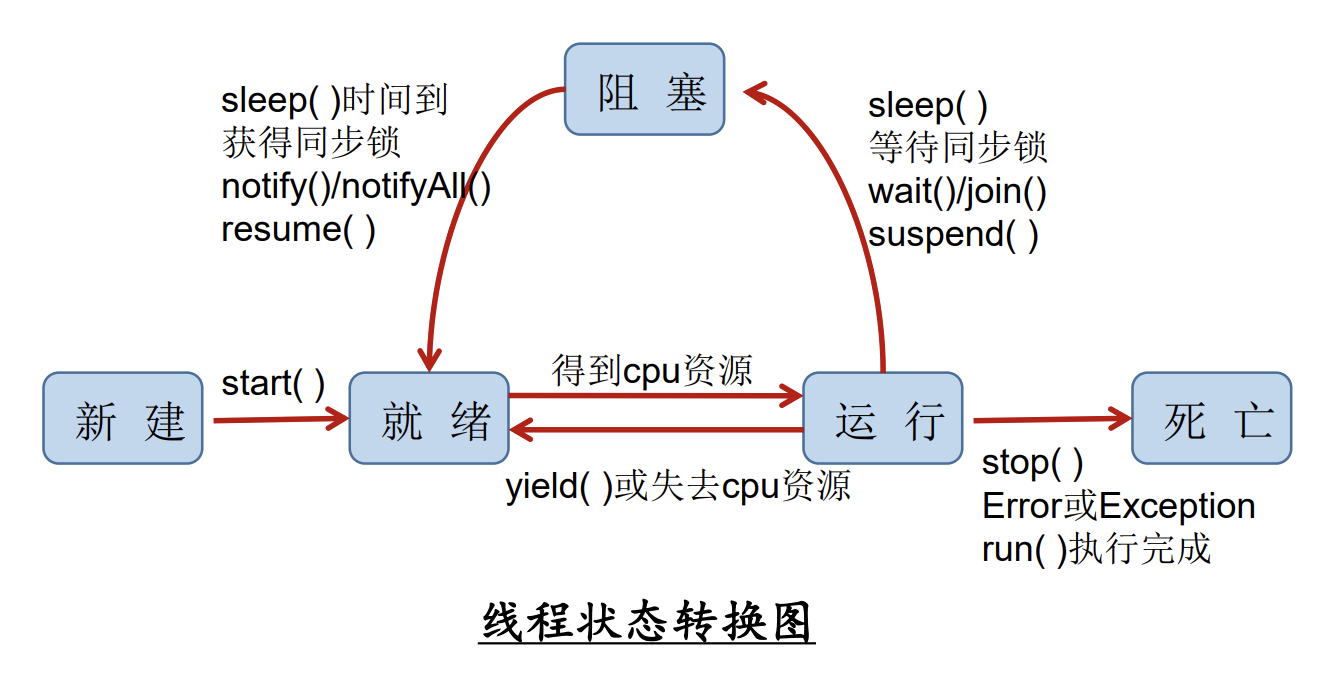 阻 塞
sleep( )时间到
获得同步锁
notify()/notifyAll()
resume( )
sleep( )
等待同步锁
wait()/join()
suspend( )
新 建
start( )
就 绪
得到cpu资源
yield( )或失去cpu资源
运 行
死 亡
stop( )
Error或Exception
run( )执行完成
线程状态转换图